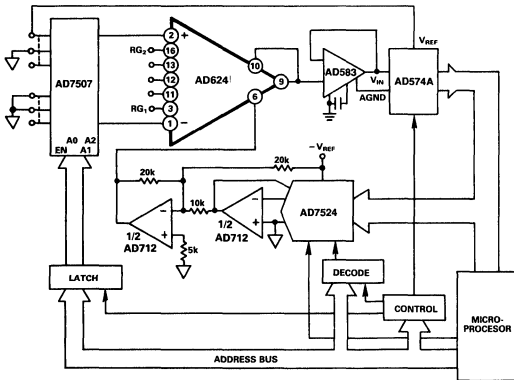 VREF
AD7507
A0 A2
EN A1
2
+
RG2
16
13
12
11
RG1
3
1
−
AD624
10
9
6
AD583
VIN
AGND
AD574A
20k
20k
−VREF
10k
−
+
1/2
AD712
5k
−
+
1/2
AD712
AD7524
LATCH
DECODE
CONTROL
MICRO-
PROCESOR
ADDRESS BUS